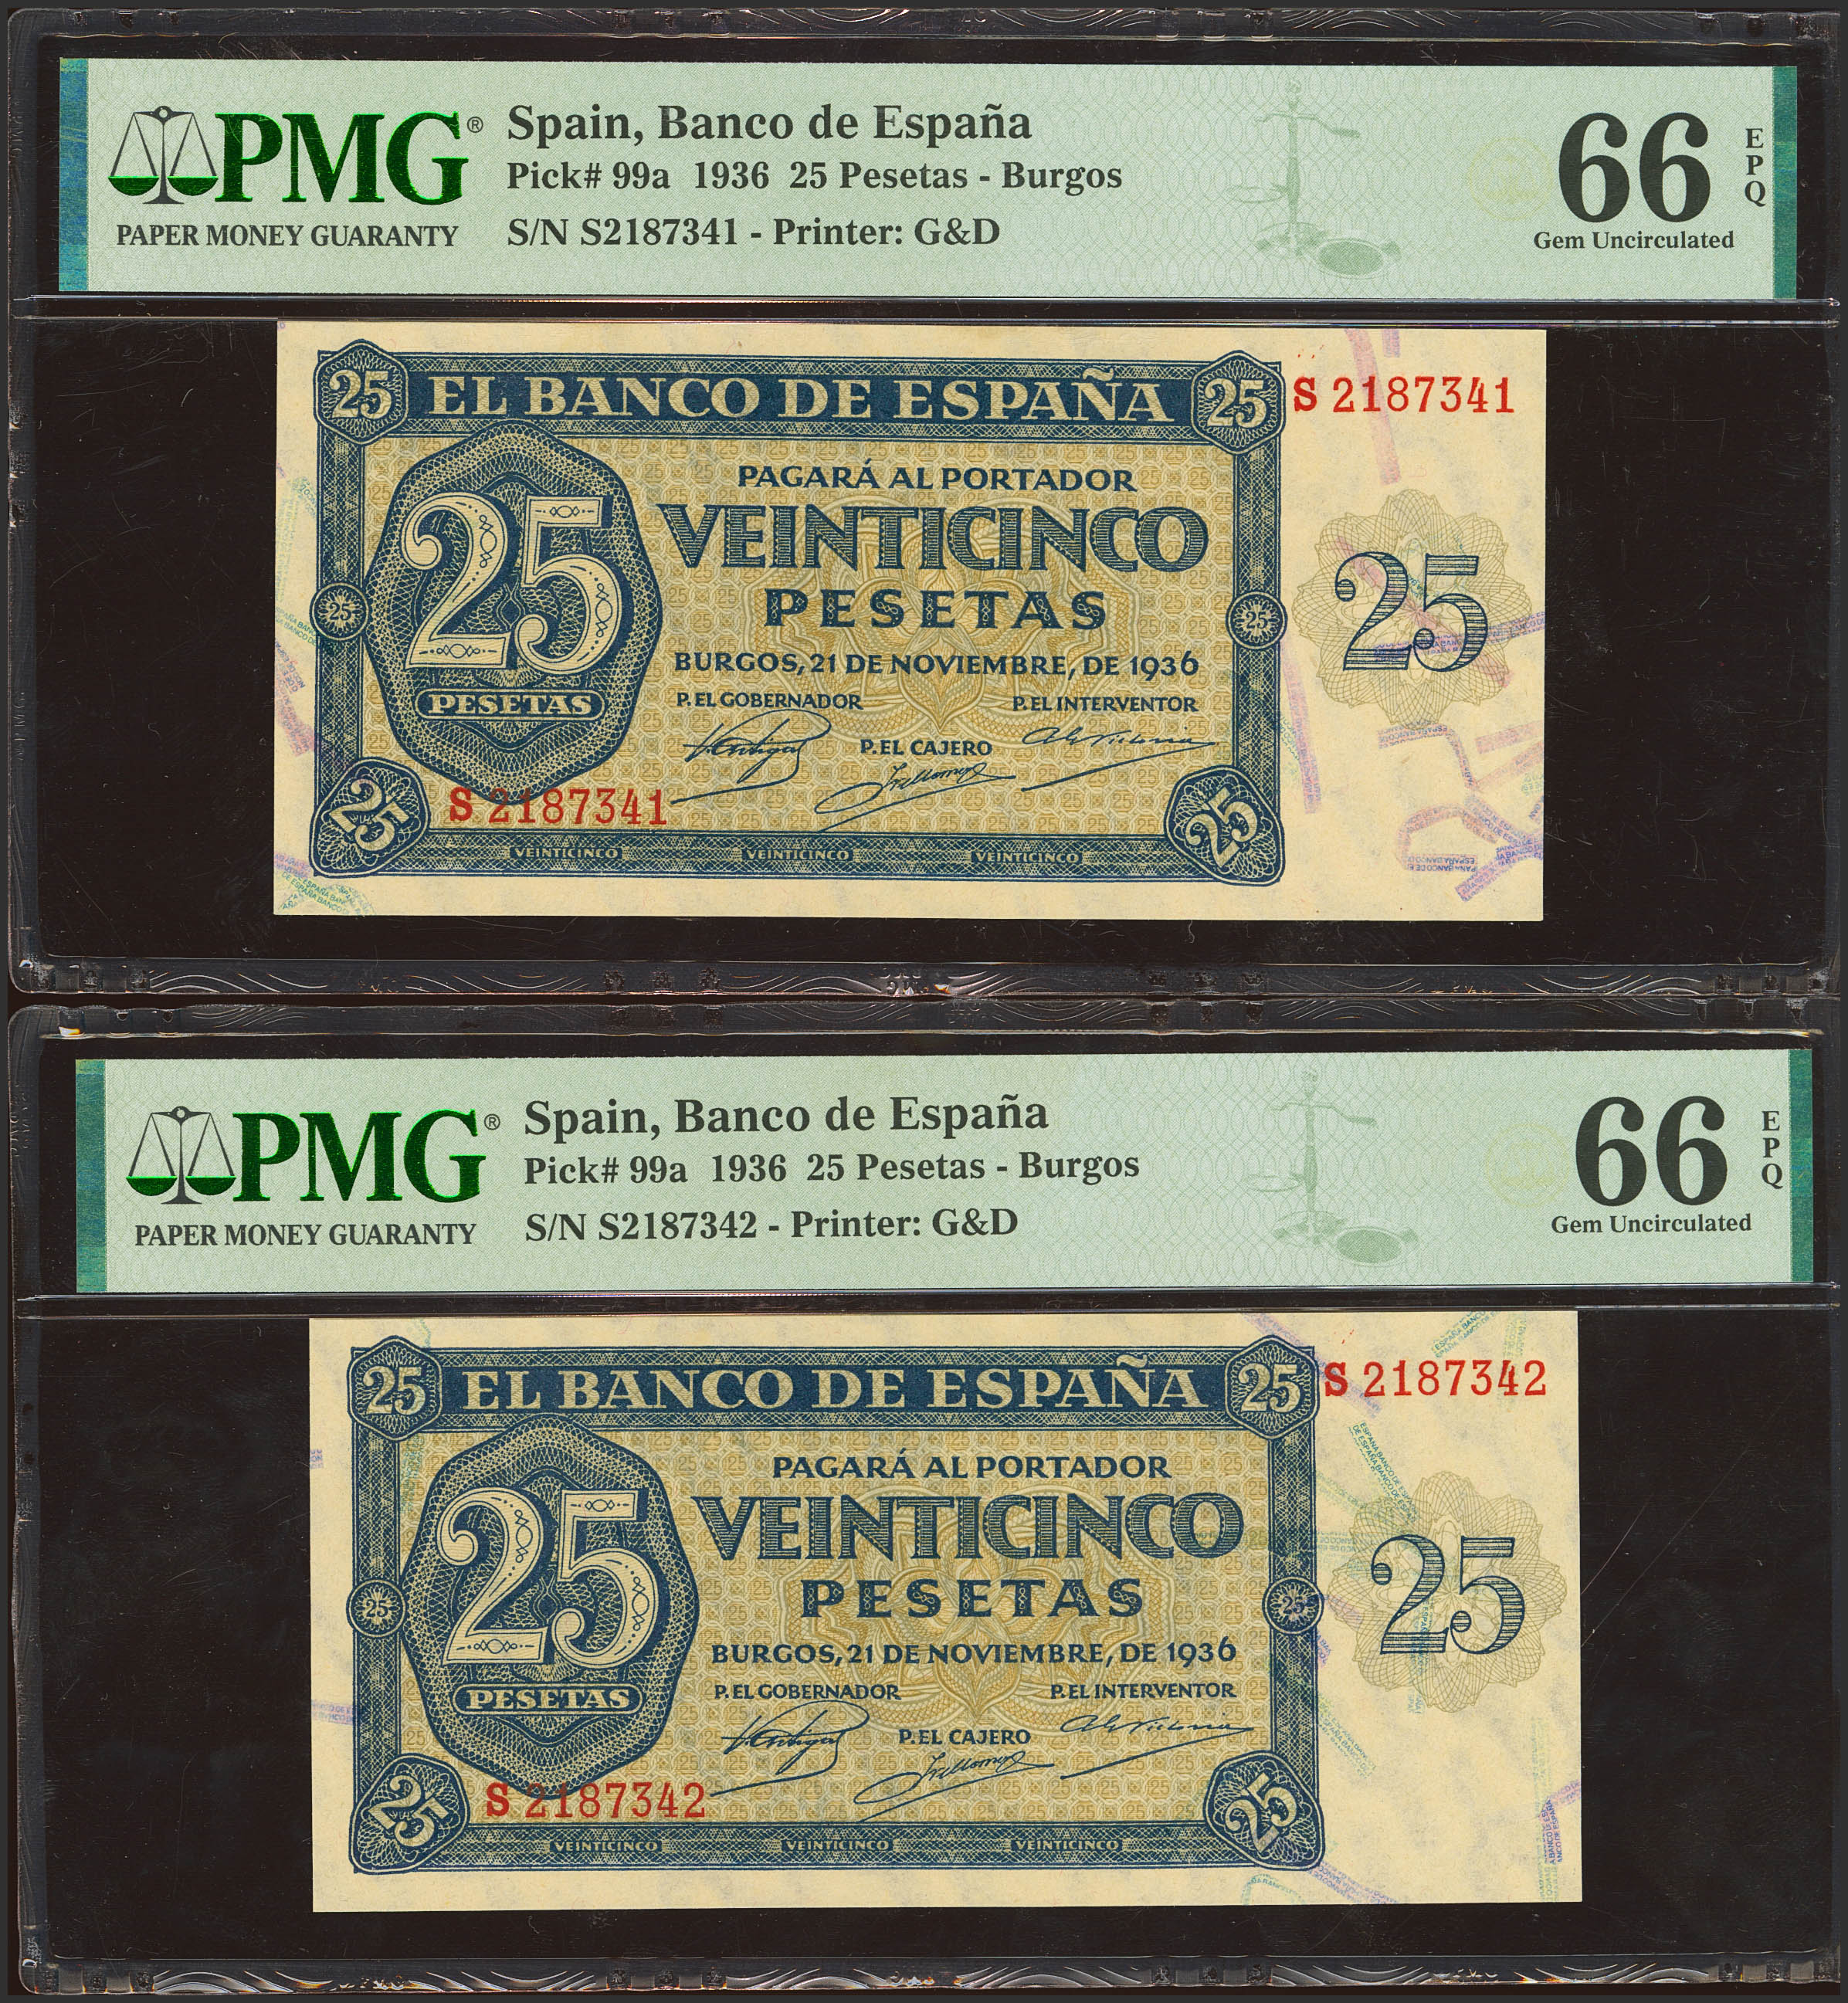 PMG®
PAPER MONEY GUARANTY
Spain, Banco de España
Pick# 99a 1936 25 Pesetas - Burgos
S/N S2187341 - Printer: G&D
66
EPQ
Gem Uncirculated
25 EL BANCO DE ESPAÑA 25
S 2187341
PAGARÁ AL PORTADOR
25 VEINTICINCO
PESETAS
25
25
25
BURGOS, 21 DE NOVIEMBRE, DE 1936
PESETAS
P. EL GOBERNADOR P. EL INTERVENTOR
P. EL CAJERO
25 S 2187341 25
VEINTICINCO VEINTICINCO VEINTICINCO
PMG®
PAPER MONEY GUARANTY
Spain, Banco de España
Pick# 99a 1936 25 Pesetas - Burgos
S/N S2187342 - Printer: G&D
66
EPQ
Gem Uncirculated
25 EL BANCO DE ESPAÑA 25
S 2187342
PAGARÁ AL PORTADOR
25 VEINTICINCO
PESETAS
25
25
25
BURGOS, 21 DE NOVIEMBRE, DE 1936
PESETAS
P. EL GOBERNADOR P. EL INTERVENTOR
P. EL CAJERO
25 S 2187342 25
VEINTICINCO VEINTICINCO VEINTICINCO